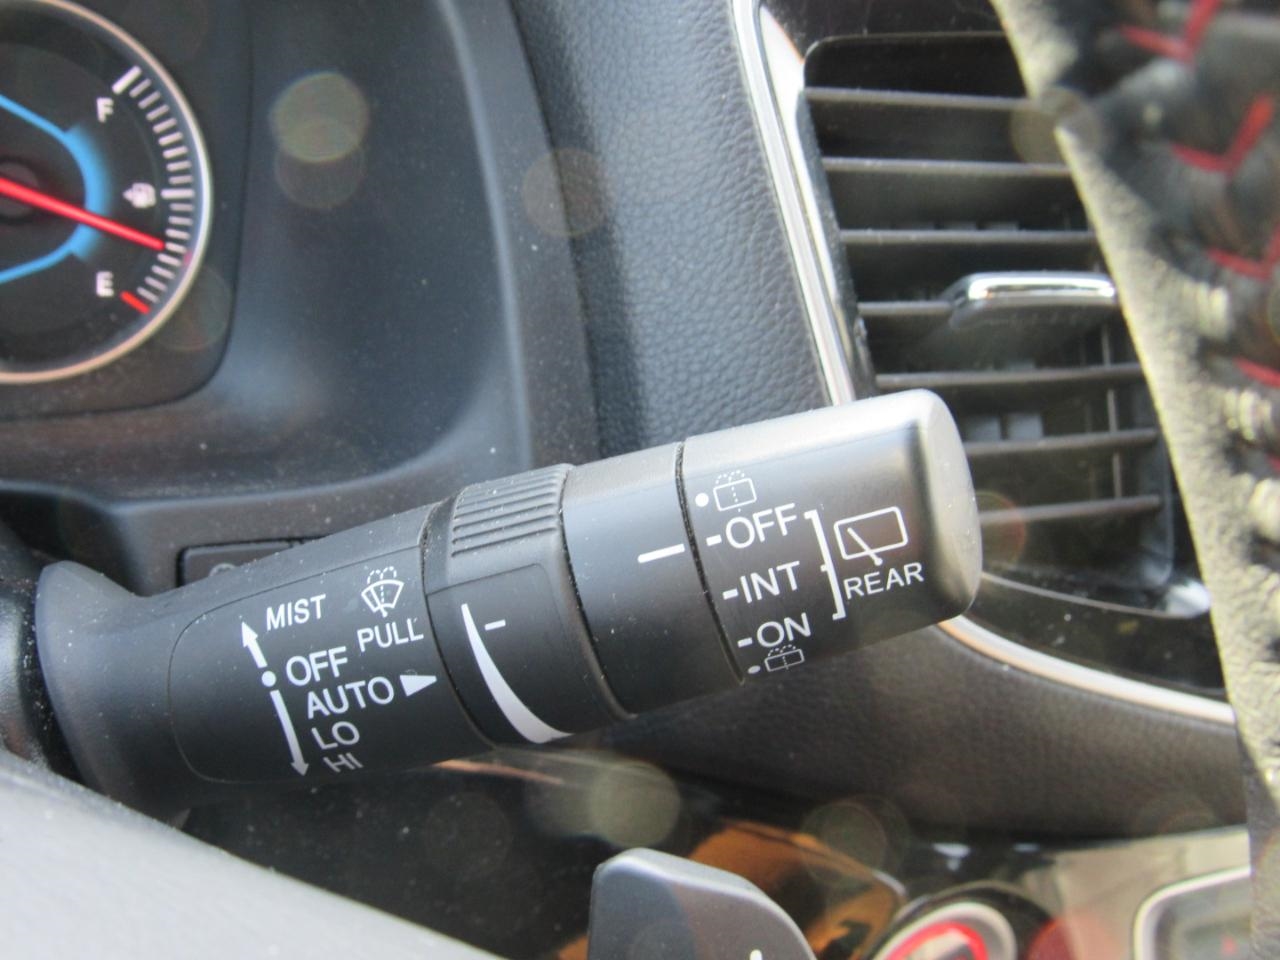 F
E
MIST
PULL
OFF
AUTO
LO
HI
OFF
INT
ON
REAR